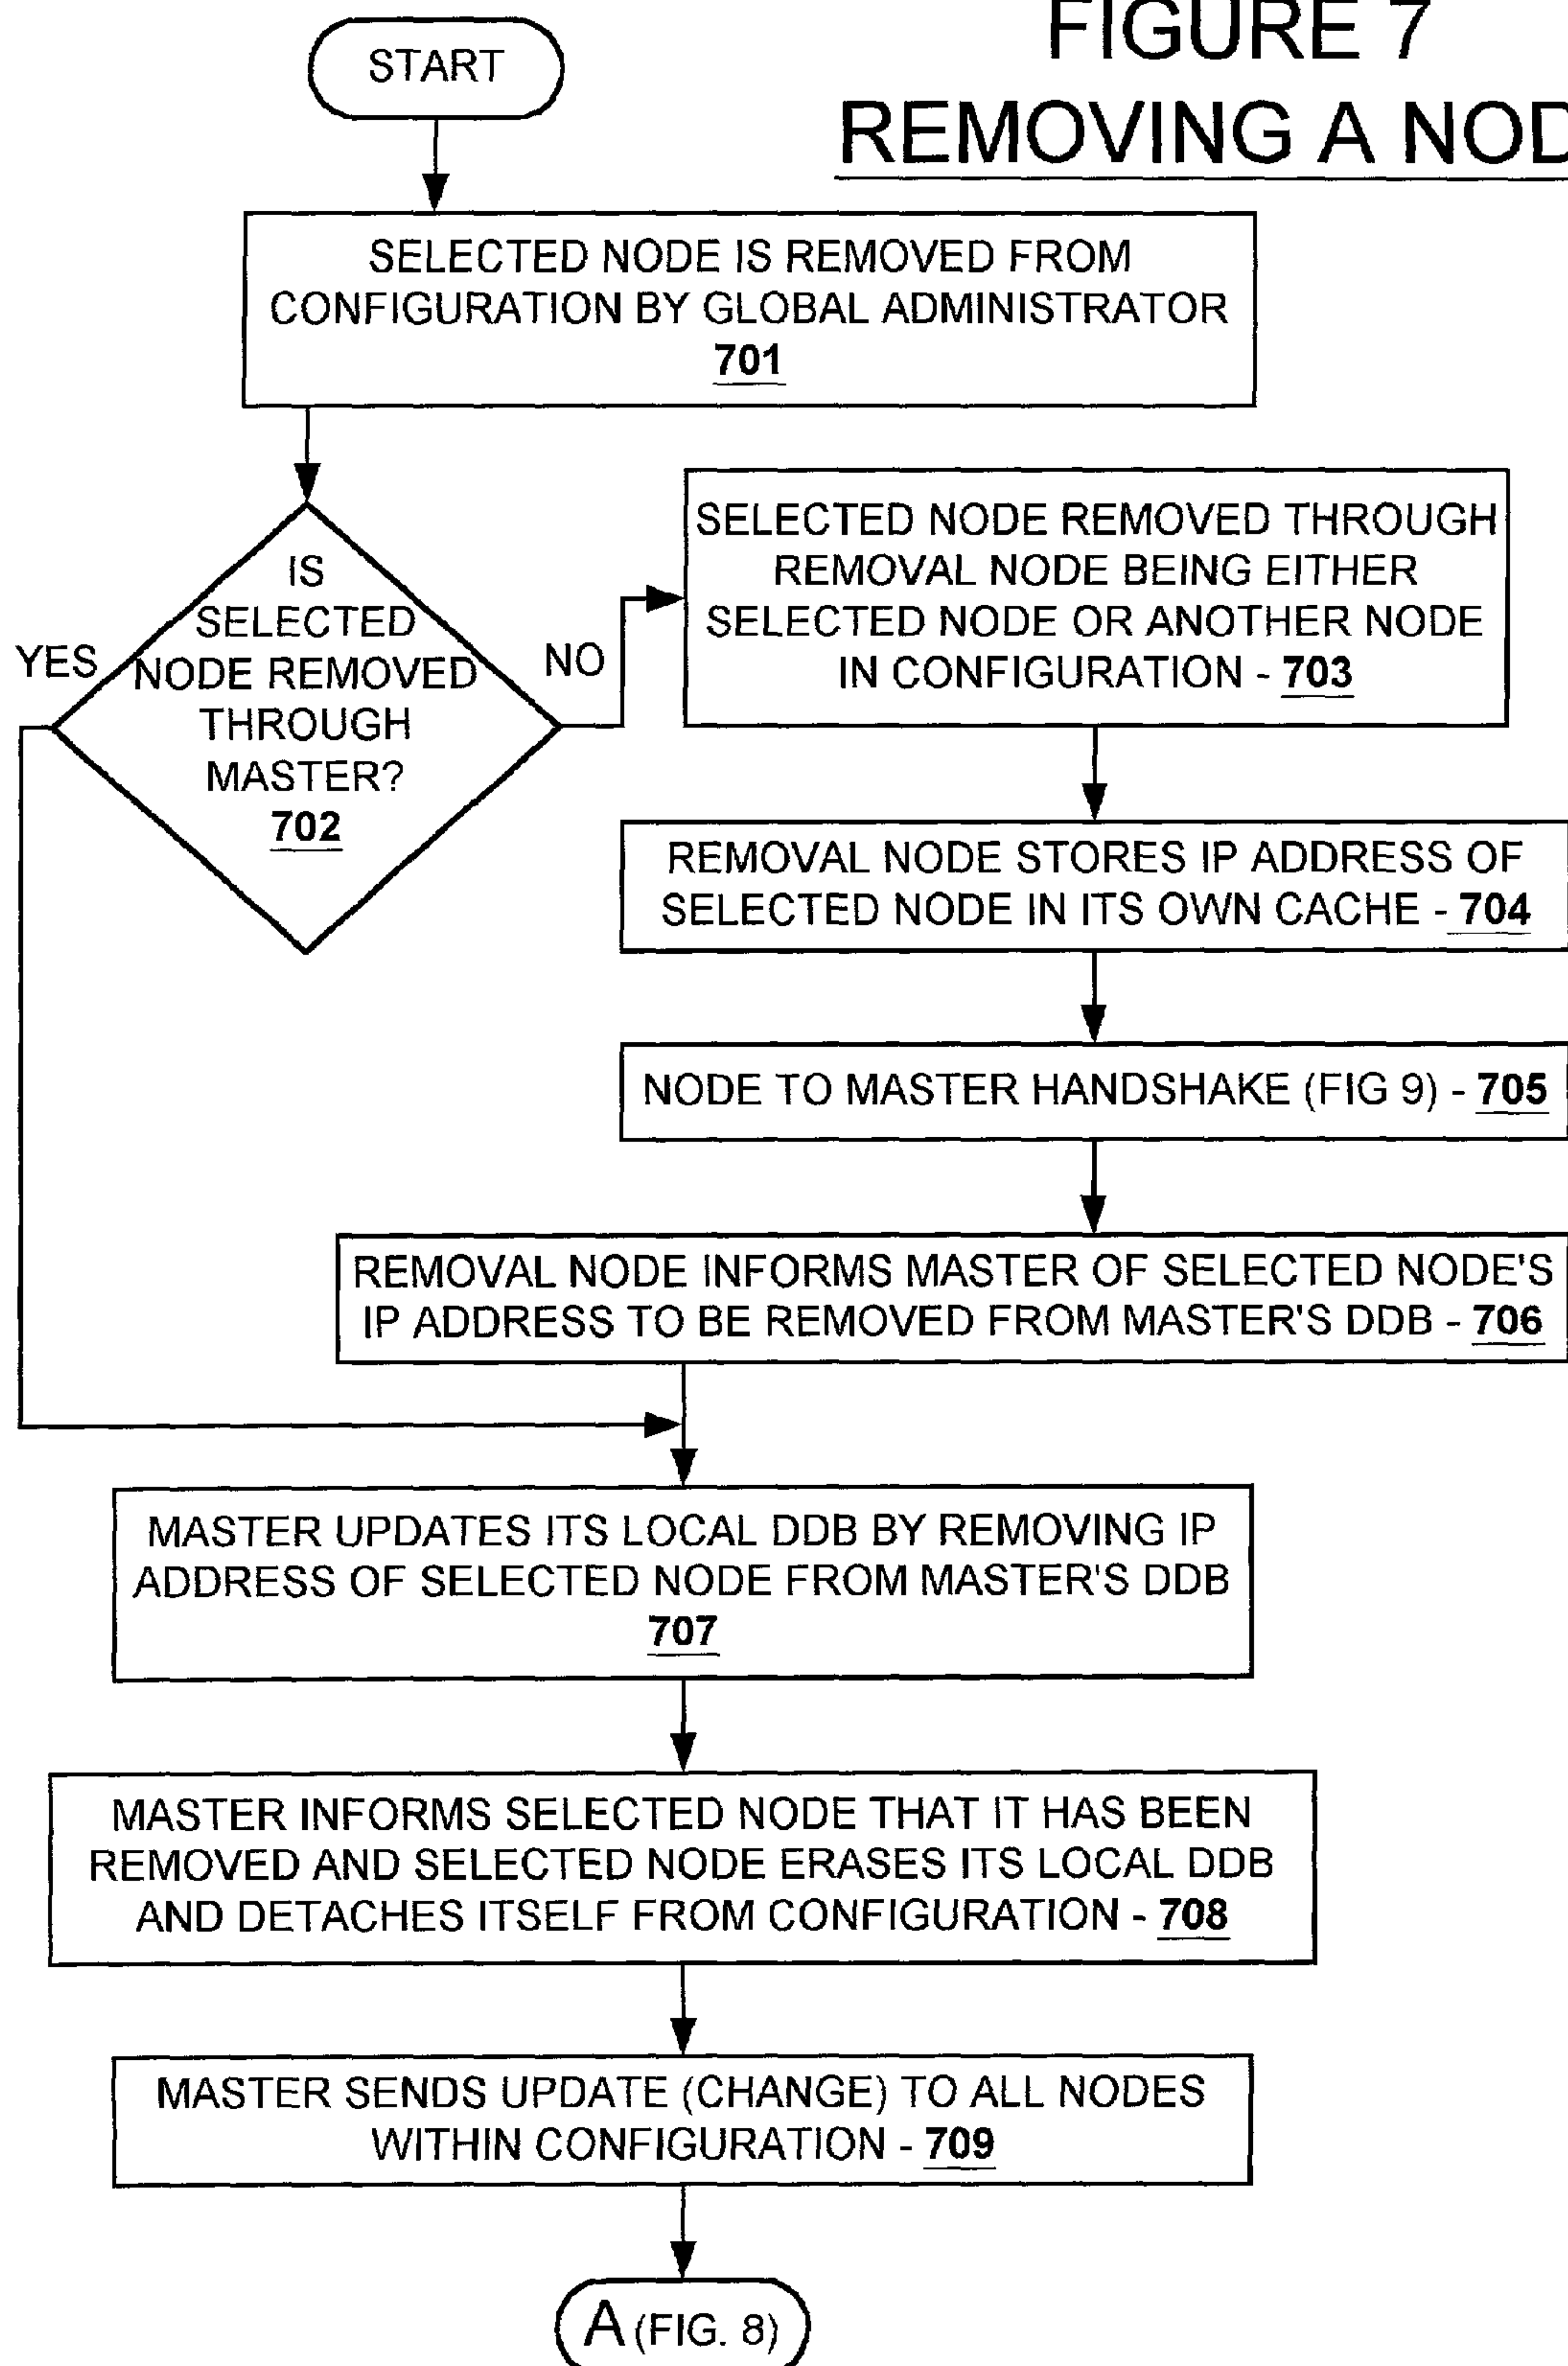 FIGURE 7
REMOVING A NOD
START
SELECTED NODE IS REMOVED FROM
CONFIGURATION BY GLOBAL ADMINISTRATOR
701
IS
SELECTED
NODE REMOVED
THROUGH
MASTER?
702
YES
NO
SELECTED NODE REMOVED THROUGH
REMOVAL NODE BEING EITHER
SELECTED NODE OR ANOTHER NODE
IN CONFIGURATION - 703
REMOVAL NODE STORES IP ADDRESS OF
SELECTED NODE IN ITS OWN CACHE - 704
NODE TO MASTER HANDSHAKE (FIG 9) - 705
REMOVAL NODE INFORMS MASTER OF SELECTED NODE'S
IP ADDRESS TO BE REMOVED FROM MASTER'S DDB - 706
MASTER UPDATES ITS LOCAL DDB BY REMOVING IP
ADDRESS OF SELECTED NODE FROM MASTER'S DDB
707
MASTER INFORMS SELECTED NODE THAT IT HAS BEEN
REMOVED AND SELECTED NODE ERASES ITS LOCAL DDB
AND DETACHES ITSELF FROM CONFIGURATION - 708
MASTER SENDS UPDATE (CHANGE) TO ALL NODES
WITHIN CONFIGURATION - 709
A (FIG. 8)